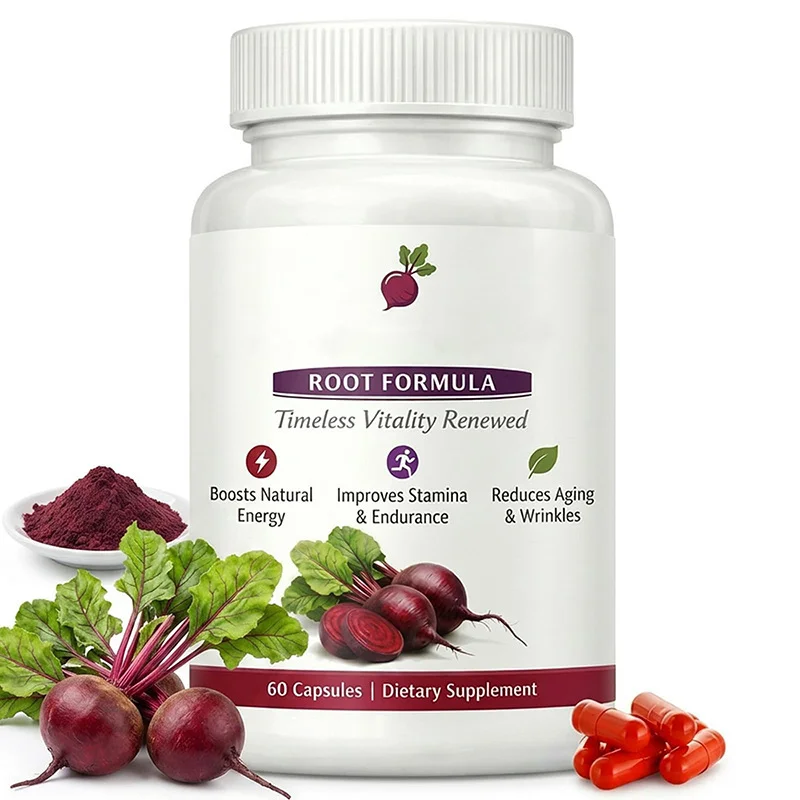 ROOT FORMULA
Timeless Vitality Renewed
Boosts Natural
Energy
Improves Stamina
& Endurance
Reduces Aging
& Wrinkles
60 Capsules | Dietary Supplement